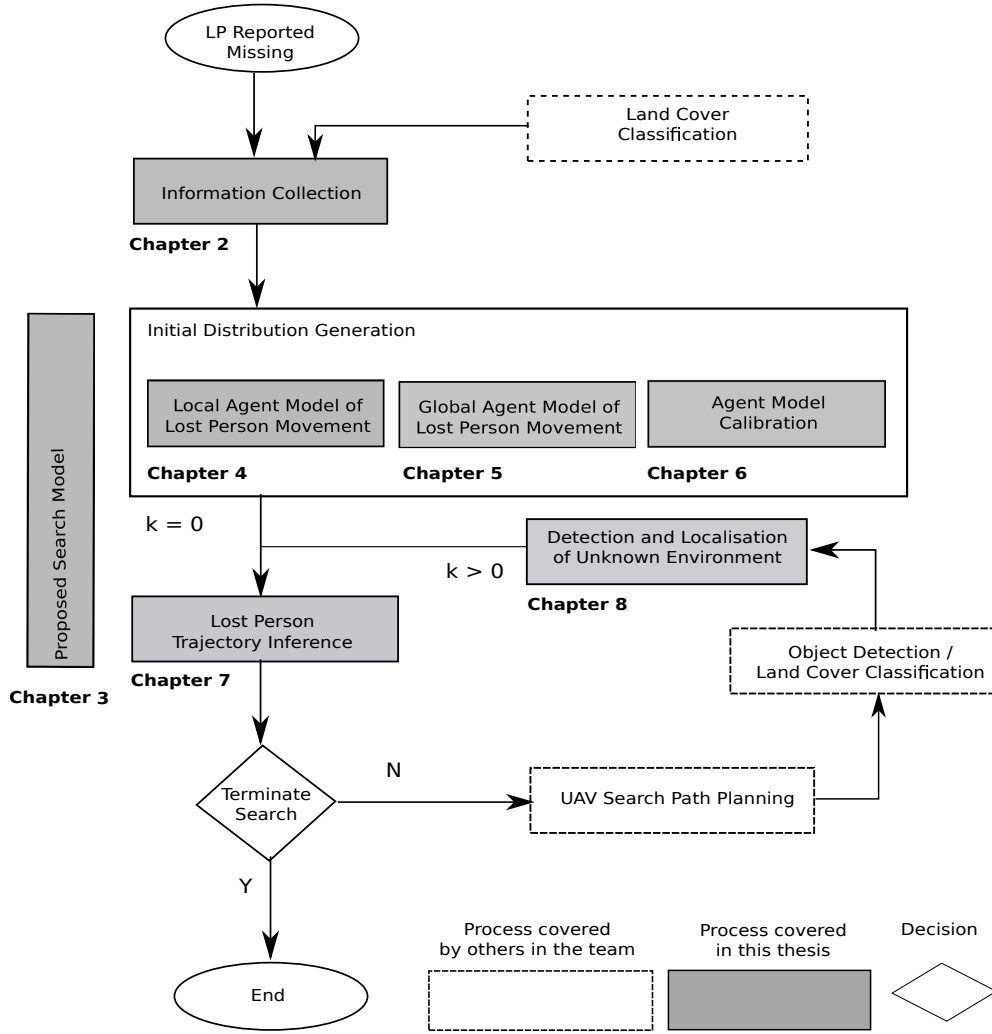 LP Reported
Missing
Land Cover
Classification
Information Collection
Chapter 2
Initial Distribution Generation
Local Agent Model of
Lost Person Movement
Global Agent Model of
Lost Person Movement
Agent Model
Calibration
Chapter 4
Chapter 5
Chapter 6
Proposed Search Model
Chapter 3
k = 0
Detection and Localisation
of Unknown Environment
k > 0
Chapter 8
Lost Person
Trajectory Inference
Chapter 7
Object Detection /
Land Cover Classification
Terminate
Search
N
UAV Search Path Planning
Y
End
Process covered
by others in the team
Process covered
in this thesis
Decision